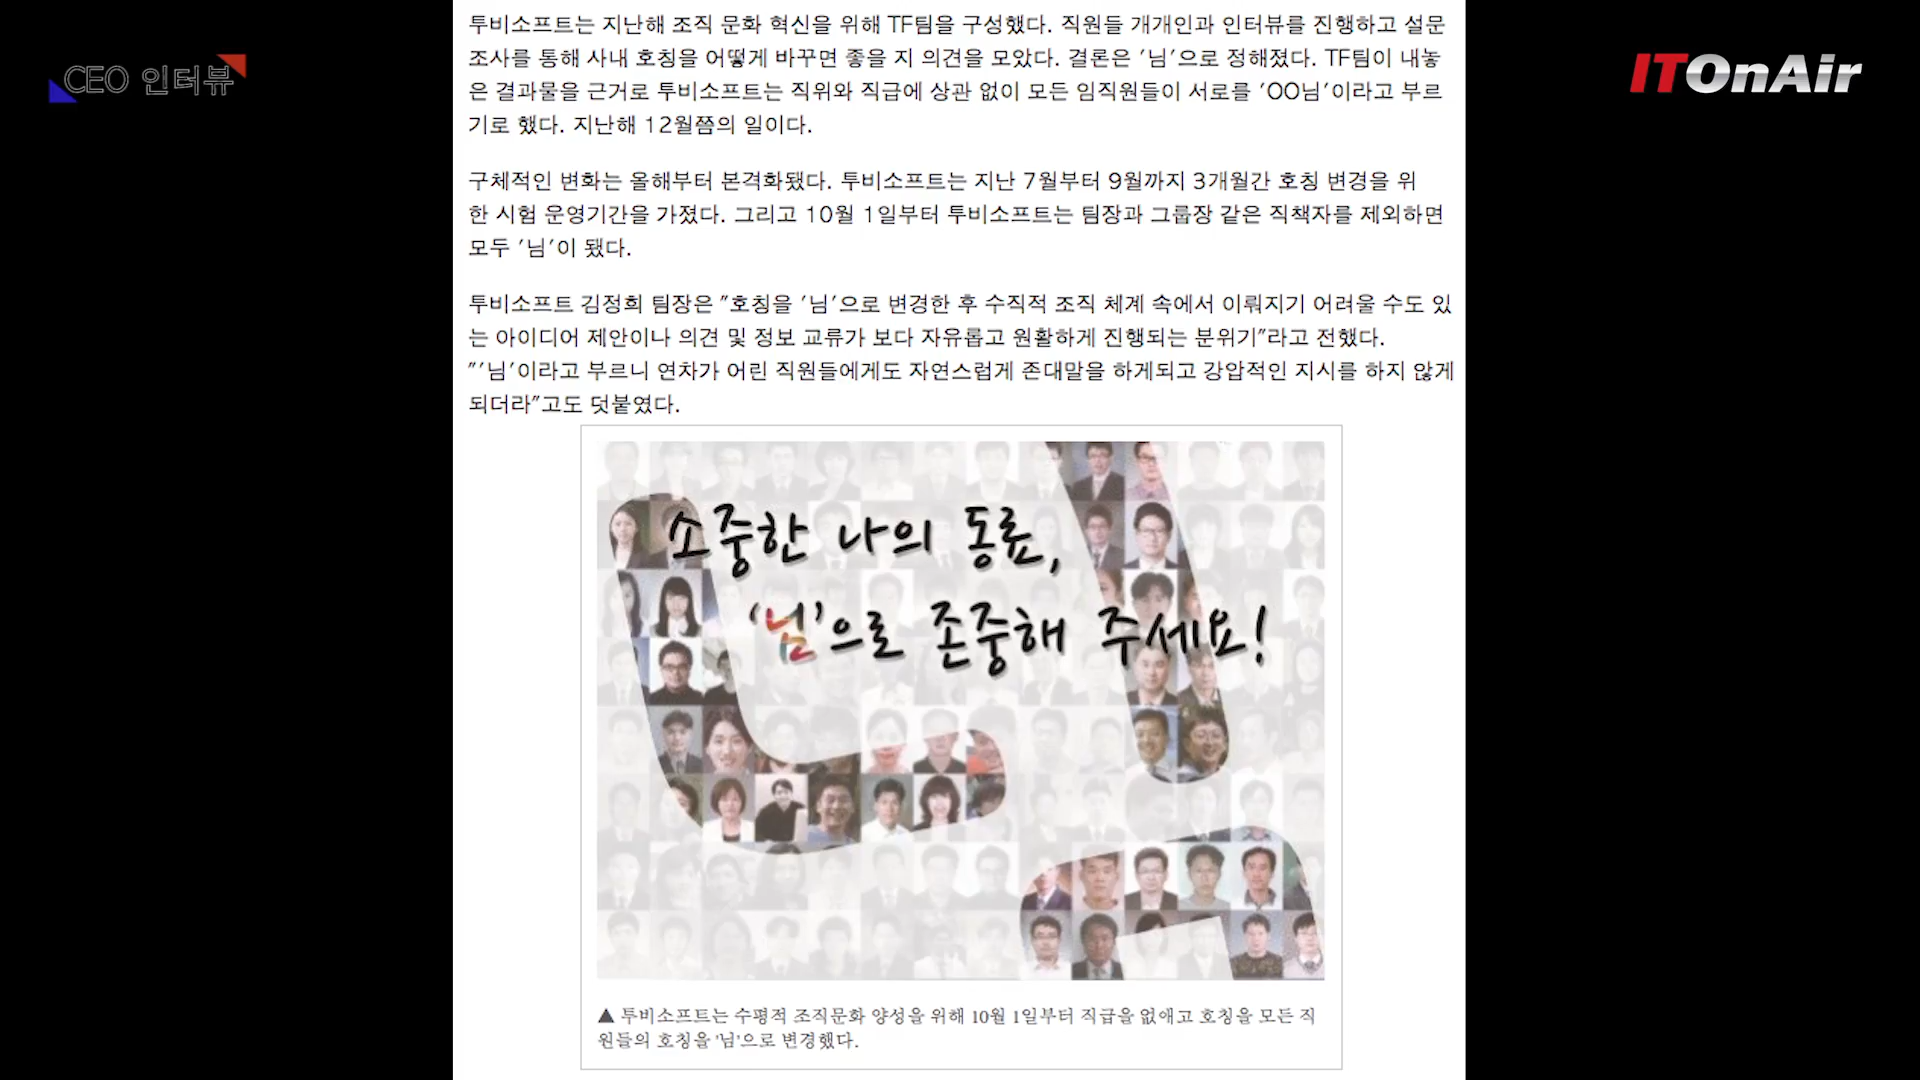 CEO 인터뷰
ITOnAir
투비소프트는 지난해 조직 문화 혁신을 위해 TF팀을 구성했다. 직원들 개개인과 인터뷰를 진행하고 설문
조사를 통해 사내 호칭을 어떻게 바꾸면 좋을 지 의견을 모았다. 결론은 '님'으로 정해졌다. TF팀이 내놓
은 결과물을 근거로 투비소프트는 직위와 직급에 상관 없이 모든 임직원들이 서로를 'OO님'이라고 부르
기로 했다. 지난해 12월쯤의 일이다.
구체적인 변화는 올해부터 본격화됐다. 투비소프트는 지난 7월부터 9월까지 3개월간 호칭 변경을 위
한 시험 운영기간을 가졌다. 그리고 10월 1일부터 투비소프트는 팀장과 그룹장 같은 직책자를 제외하면
모두 '님'이 됐다.
투비소프트 김정희 팀장은 "호칭을 '님'으로 변경한 후 수직적 조직 체계 속에서 이뤄지기 어려울 수도 있
는 아이디어 제안이나 의견 및 정보 교류가 보다 자유롭고 원활하게 진행되는 분위기"라고 전했다.
"'님'이라고 부르니 연차가 어린 직원들에게도 자연스럽게 존대말을 하게되고 강압적인 지시를 하지 않게
되더라"고도 덧붙였다.
소중한 나의 동료,
'님'으로 존중해 주세요!
▲ 투비소프트는 수평적 조직문화 양성을 위해 10월 1일부터 직급을 없애고 호칭을 모든 직
원들의 호칭을 '님'으로 변경했다.